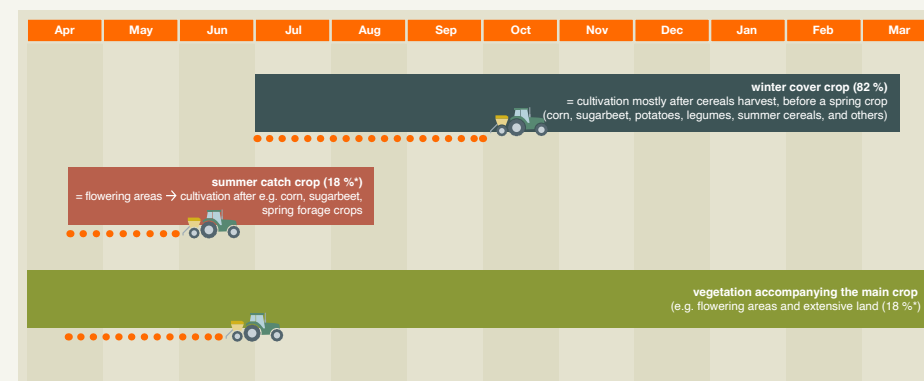 Apr May Jun Jul Aug Sep Oct Nov Dec Jan Feb Mar
winter cover crop (82 %)
= cultivation mostly after cereals harvest, before a spring crop
(corn, sugarbeet, potatoes, legumes, summer cereals, and others)
summer catch crop (18 %*)
= flowering areas → cultivation after e.g. corn, sugarbeet,
spring forage crops
vegetation accompanying the main crop
(e.g. flowering areas and extensive land (18 %*)